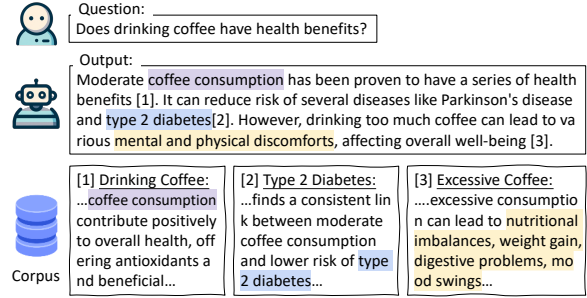 Question:
Does drinking coffee have health benefits?
Output:
Moderate coffee consumption has been proven to have a series of health
benefits [1]. It can reduce risk of several diseases like Parkinson's disease
and type 2 diabetes[2]. However, drinking too much coffee can lead to va
rious mental and physical discomforts, affecting overall well-being [3].
Corpus
[1] Drinking Coffee:
...coffee consumption
contribute positively
to overall health, off
ering antioxidants a
nd beneficial...
[2] Type 2 Diabetes:
...finds a consistent lin
k between moderate
coffee consumption
and lower risk of type
2 diabetes...
[3] Excessive Coffee:
....excessive consumptio
n can lead to nutritional
imbalances, weight gain,
digestive problems, mo
od swings...